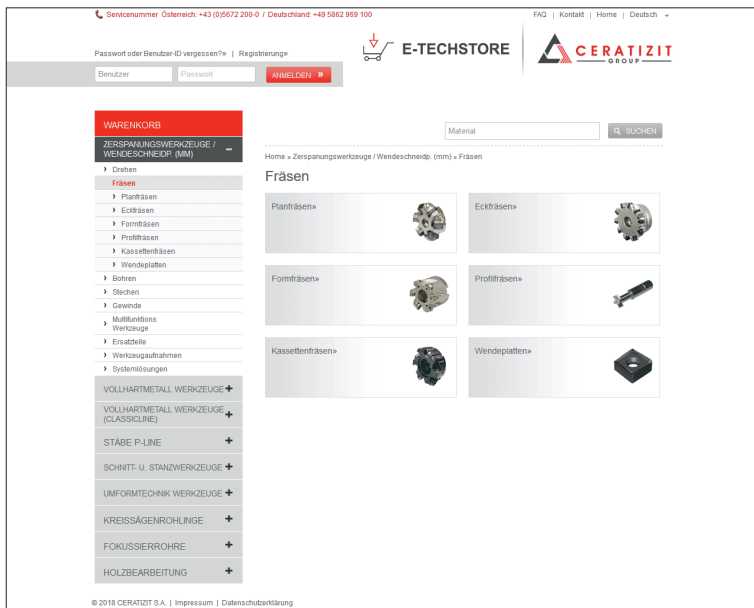 Servicenummer Österreich: +43 (0)5672 200-0 / Deutschland: +49 5862 969 100
FAQ | Kontakt | Home | Deutsch
Passwort oder Benutzer-ID vergessen?» | Registrierung»
E-TECHSTORE
CERATIZIT
GROUP
Benutzer
Passwort
ANMELDEN »
WARENKORB
Material
SUCHEN
ZERSPANUNGSWERKZEUGE /
WENDESCHNEIDP. (MM)
Home » Zerspanungswerkzeuge / Wendeschneidp. (mm) » Fräsen
Fräsen
Drehen
Fräsen
Planfräsen
Eckfräsen
Formfräsen
Profilfräsen
Kassettenfräsen
Wendeplatten
Bohren
Stechen
Gewinde
Multifunktions
Werkzeuge
Ersatzteile
Werkzeugaufnahmen
Systemlösungen
VOLLHARTMETALL WERKZEUGE
VOLLHARTMETALL WERKZEUGE
(CLASSICLINE)
STÄBE P-LINE
SCHNITT- U. STANZWERKZEUGE
UMFORMTECHNIK WERKZEUGE
KREISSÄGENROHLINGE
FOKUSSIERROHRE
HOLZBEARBEITUNG
Planfräsen»
Eckfräsen»
Formfräsen»
Profilfräsen»
Kassettenfräsen»
Wendeplatten»
© 2018 CERATIZIT S.A. | Impressum | Datenschutzerklärung